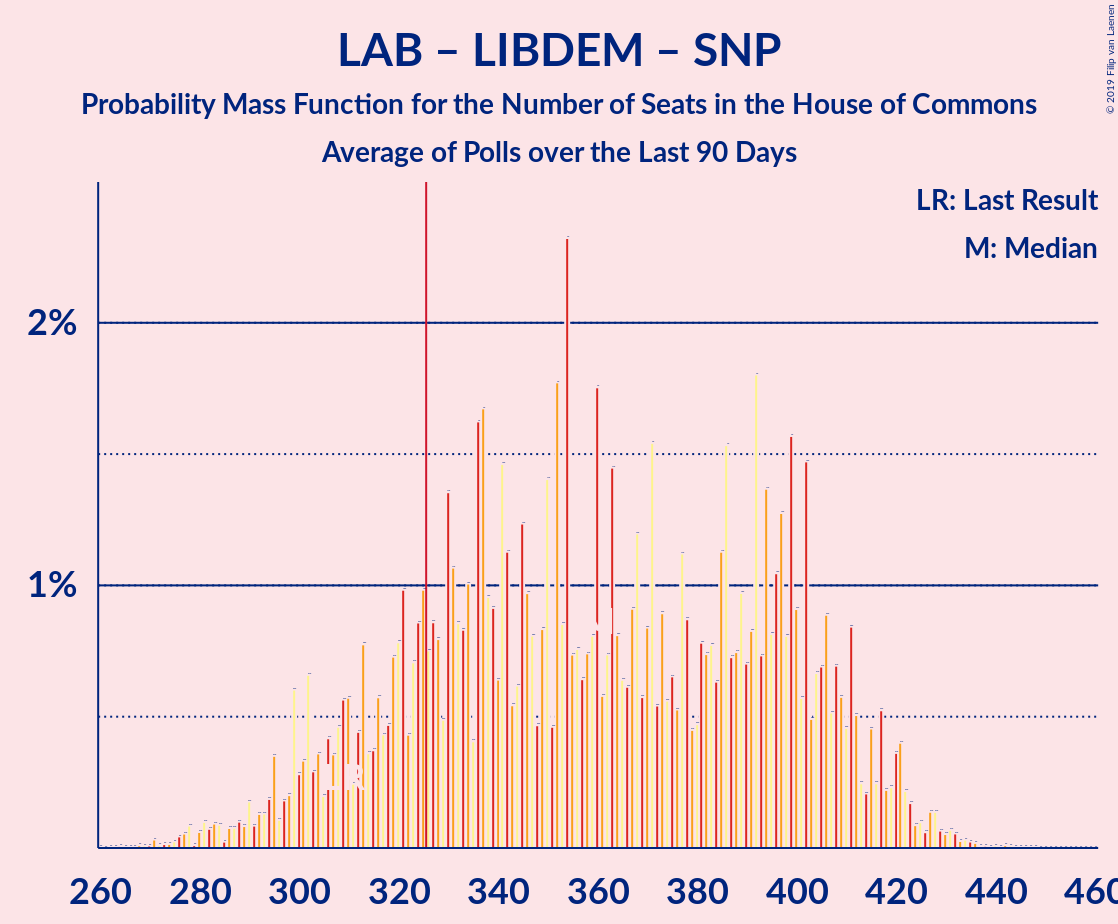 LAB – LIBDEM – SNP
Probability Mass Function for the Number of Seats in the House of Commons
Average of Polls over the Last 90 Days
© 2019 Filip van Laenen
LR: Last Result
M: Median
2%
1%
LR
M
260 280 300 320 340 360 380 400 420 440 460